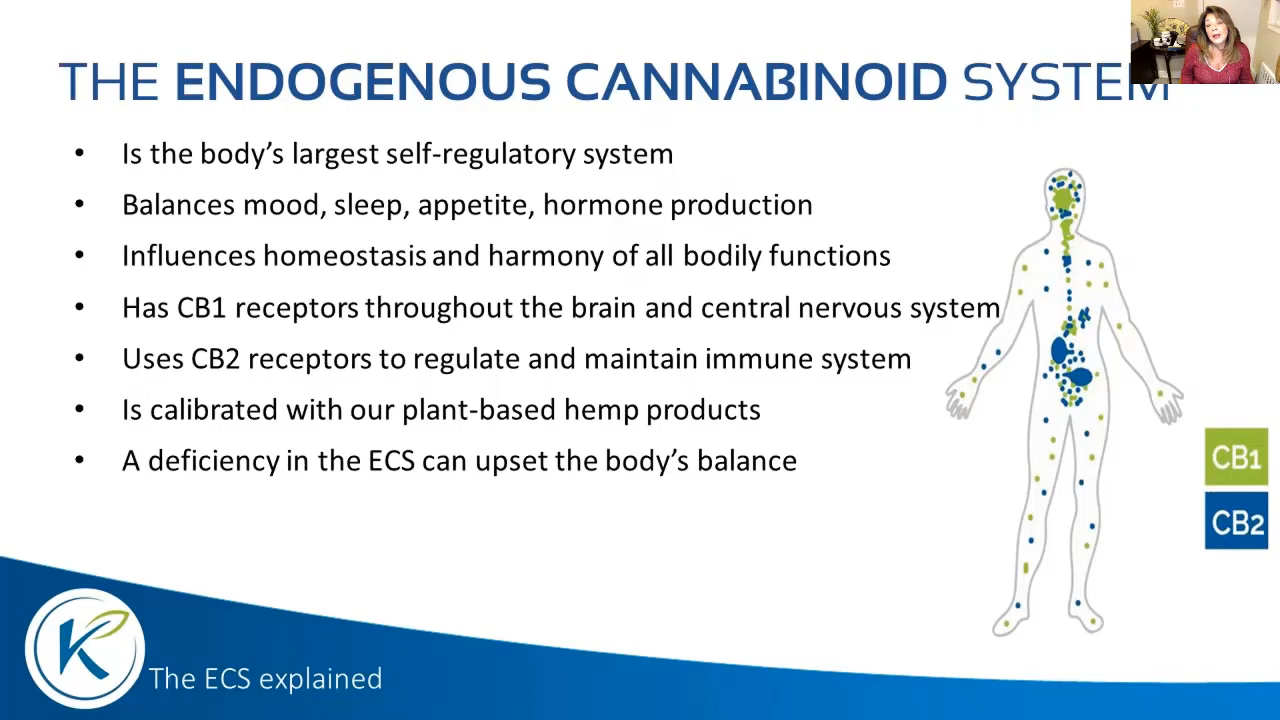 THE ENDOGENOUS CANNABINOID SYSTEM
• Is the body's largest self-regulatory system
• Balances mood, sleep, appetite, hormone production
• Influences homeostasis and harmony of all bodily functions
• Has CB1 receptors throughout the brain and central nervous system
• Uses CB2 receptors to regulate and maintain immune system
• Is calibrated with our plant-based hemp products
• A deficiency in the ECS can upset the body's balance
CB1
CB2
K
The ECS explained